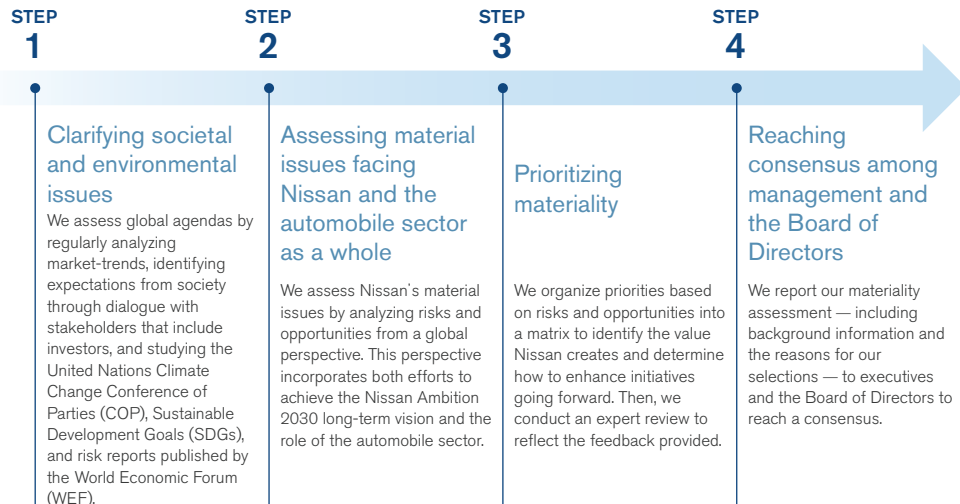 STEP
1
Clarifying societal
and environmental
issues
We assess global agendas by
regularly analyzing
market-trends, identifying
expectations from society
through dialogue with
stakeholders that include
investors, and studying the
United Nations Climate
Change Conference of
Parties (COP), Sustainable
Development Goals (SDGs),
and risk reports published by
the World Economic Forum
(WEF).
STEP
2
Assessing material
issues facing
Nissan and the
automobile sector
as a whole
We assess Nissan's material
issues by analyzing risks and
opportunities from a global
perspective. This perspective
incorporates both efforts to
achieve the Nissan Ambition
2030 long-term vision and the
role of the automobile sector.
STEP
3
Prioritizing
materiality
We organize priorities based
on risks and opportunities into
a matrix to identify the value
Nissan creates and determine
how to enhance initiatives
going forward. Then, we
conduct an expert review to
reflect the feedback provided.
STEP
4
Reaching
consensus among
management and
the Board of
Directors
We report our materiality
assessment — including
background information and
the reasons for our
selections — to executives
and the Board of Directors to
reach a consensus.